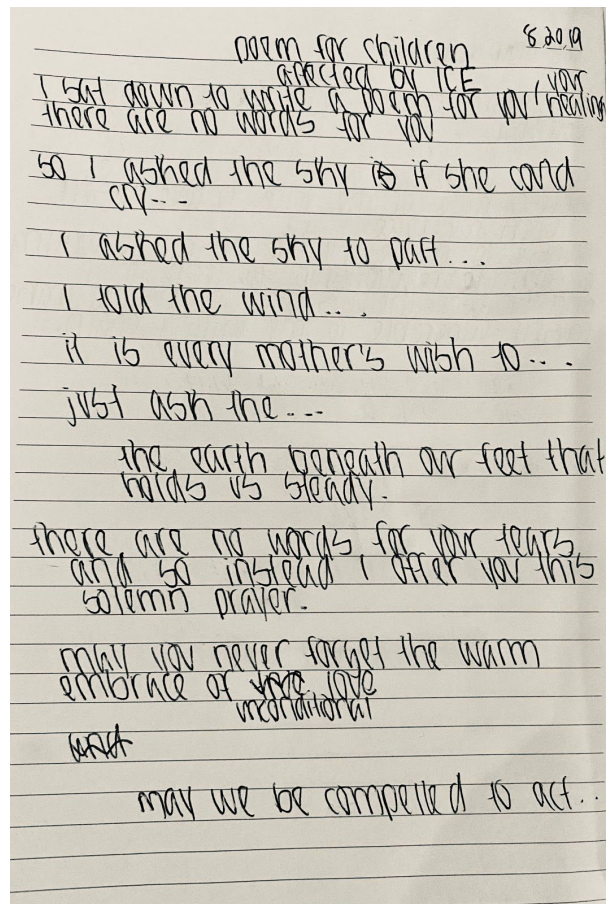 8.20.19
poem for children
affected by ICE
I sat down to write a poem for you/your healing
there are no words for you
so I asked the sky if she could
cry...
I asked the sky to part...
I told the wind...
it is every mother's wish to...
just ask the...
the earth beneath our feet that
holds us steady.
there are no words for your tears
and so instead I offer you this
solemn prayer.
may you never forget the warm
embrace of love
unconditional
may we be compelled to act..